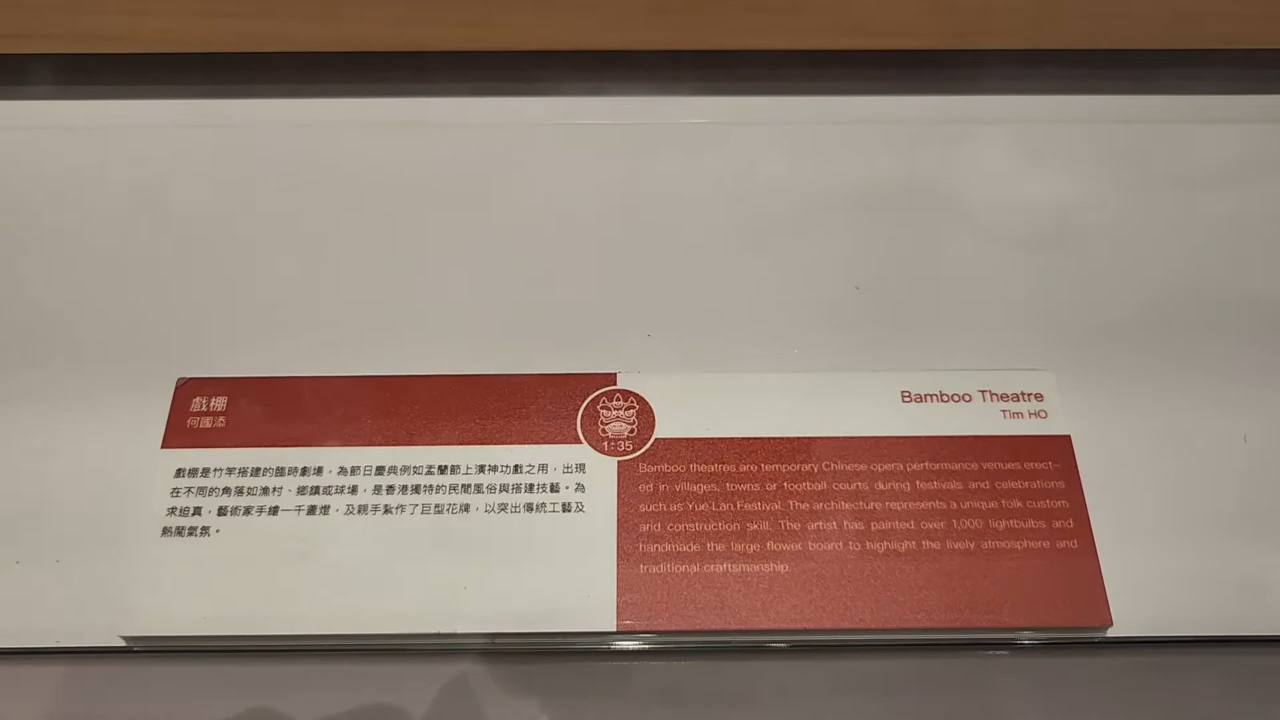 戲棚
何國添
戲棚是竹竿搭建的臨時劇場，為節日慶典例如盂蘭節上演神功戲之用，出現
在不同的角落如漁村、鄉鎮或球場，是香港獨特的民間風俗與搭建技藝。為
求迫真，藝術家手繪一千盞燈，及親手紮作了巨型花牌，以突出傳統工藝及
熱鬧氣氛。
1:35
Bamboo Theatre
Tim HO
Bamboo theatres are temporary Chinese opera performance venues erect-
ed in villages, towns or football courts during festivals and celebrations
such as Yue Lan Festival. The architecture represents a unique folk custom
and construction skill. The artist has painted over 1,000 lightbulbs and
handmade the large flower board to highlight the lively atmosphere and
traditional craftsmanship.